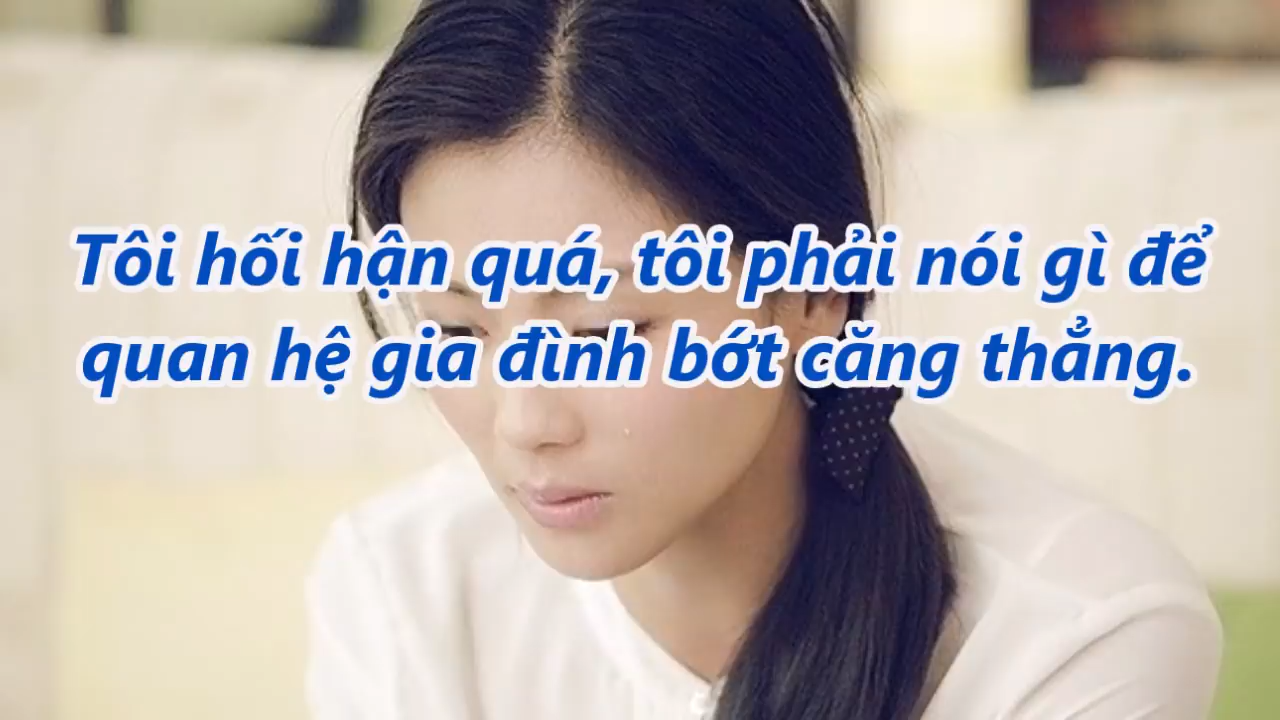 Tôi hối hận quá, tôi phải nói gì để
quan hệ gia đình bớt căng thẳng.